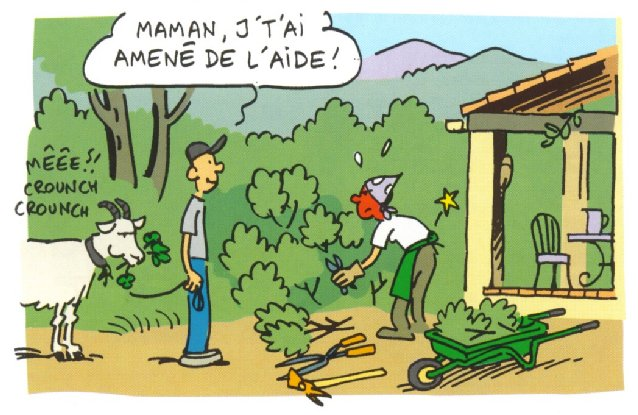 MAMAN, J'T'AI
AMENÉ DE L'AIDE !
MÊÊE !!
CROUNCH
CROUNCH